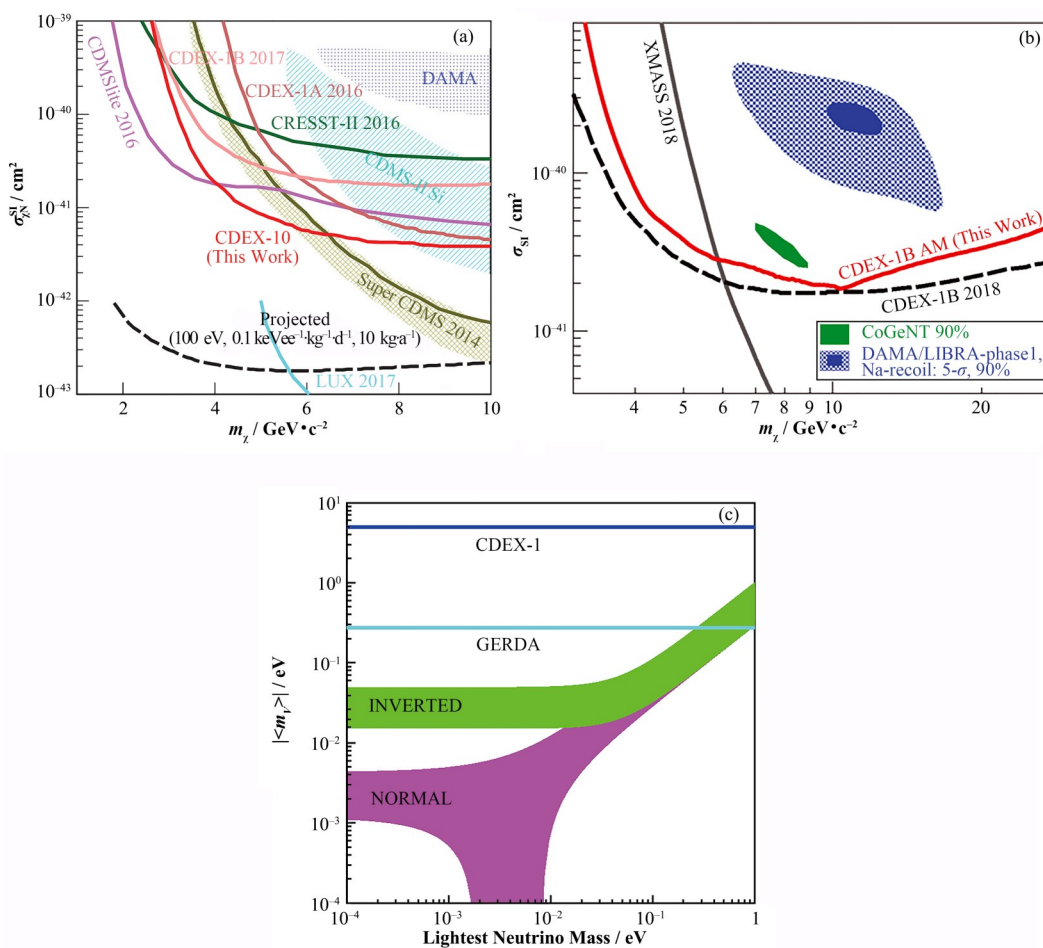 (a)
10⁻³⁹
10⁻⁴⁰
10⁻⁴¹
10⁻⁴²
10⁻⁴³
σ^SI_χN / cm²
CDMSlite 2016
CDEX-1B 2017
CDEX-1A 2016
CRESST-II 2016
DAMA
CDMS-II Si
CDEX-10
(This Work)
Super CDMS 2014
Projected
(100 eV, 0.1 keVee⁻¹·kg⁻¹·d⁻¹, 10 kg·a⁻¹)
LUX 2017
2 4 6 8 10
m_χ / GeV·c⁻²
(b)
10⁻⁴⁰
10⁻⁴¹
σ_SI / cm²
XMASS 2018
CDEX-1B AM (This Work)
CDEX-1B 2018
CoGeNT 90%
DAMA/LIBRA-phase1,
Na-recoil: 5-σ, 90%
4 5 6 7 8 9 10 20
m_χ / GeV·c⁻²
(c)
10¹
10⁰
10⁻¹
10⁻²
10⁻³
10⁻⁴
|<m_ν>| / eV
CDEX-1
GERDA
INVERTED
NORMAL
10⁻⁴ 10⁻³ 10⁻² 10⁻¹ 1
Lightest Neutrino Mass / eV